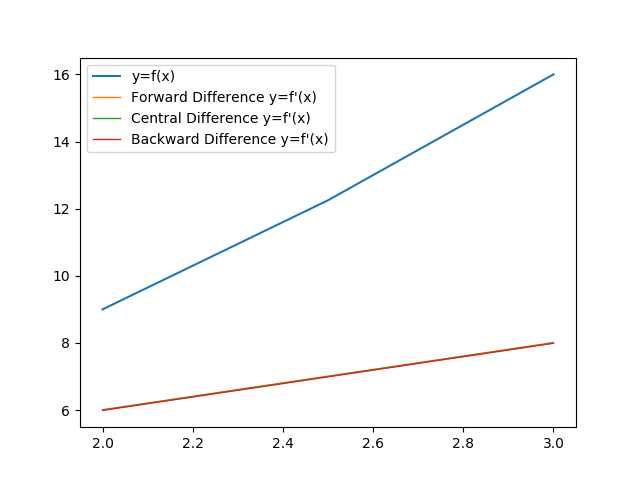 y=f(x)
Forward Difference y=f'(x)
Central Difference y=f'(x)
Backward Difference y=f'(x)
16
14
12
10
8
6
2.0 2.2 2.4 2.6 2.8 3.0